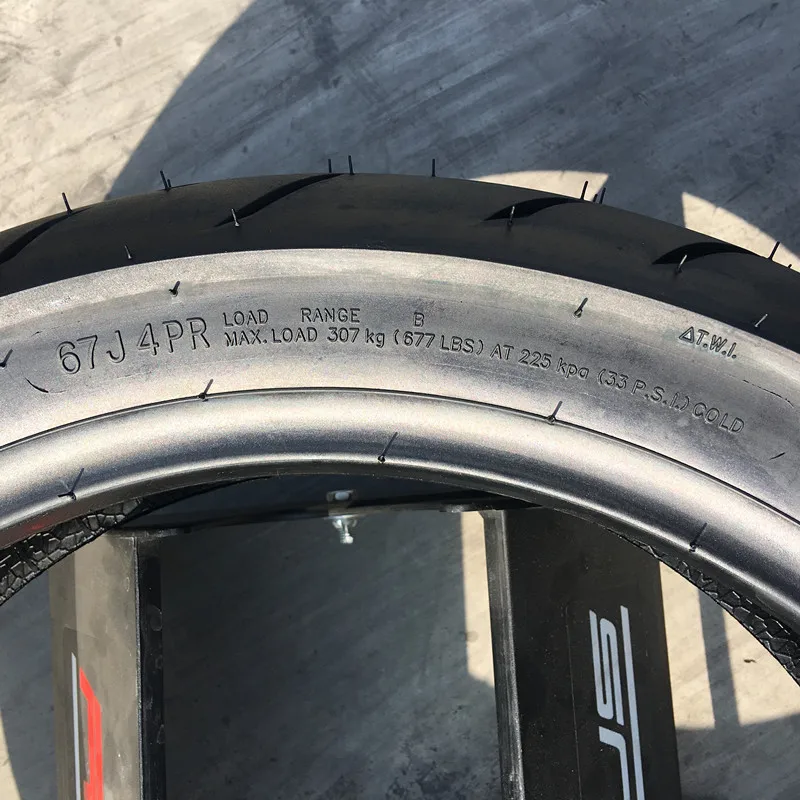 67J 4PR
LOAD RANGE B
MAX. LOAD 307 kg (677 LBS) AT 225 kpa (33 P.S.I.) COLD
ΔT.W.I.